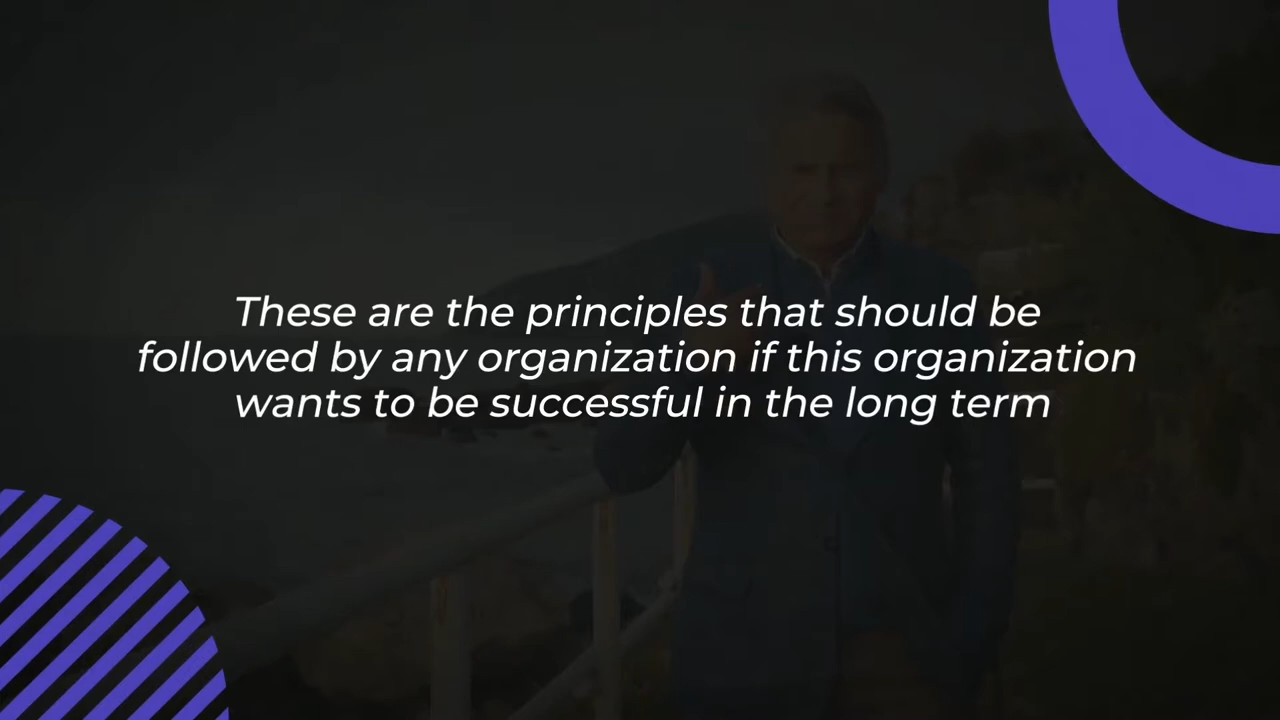 These are the principles that should be
followed by any organization if this organization
wants to be successful in the long term